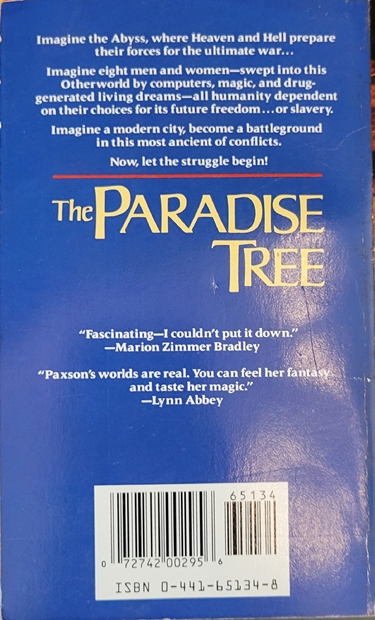 Imagine the Abyss, where Heaven and Hell prepare
their forces for the ultimate war...
Imagine eight men and women—swept into this
Otherworld by computers, magic, and drug-
generated living dreams—all humanity dependent
on their choices for its future freedom...or slavery.
Imagine a modern city, become a battleground
in this most ancient of conflicts.
Now, let the struggle begin!
The PARADISE
TREE
“Fascinating—I couldn’t put it down.”
—Marion Zimmer Bradley
“Paxson’s worlds are real. You can feel her fantasy
and taste her magic.”
—Lynn Abbey
65134
0 72742 00295 6
ISBN 0-441-65134-8